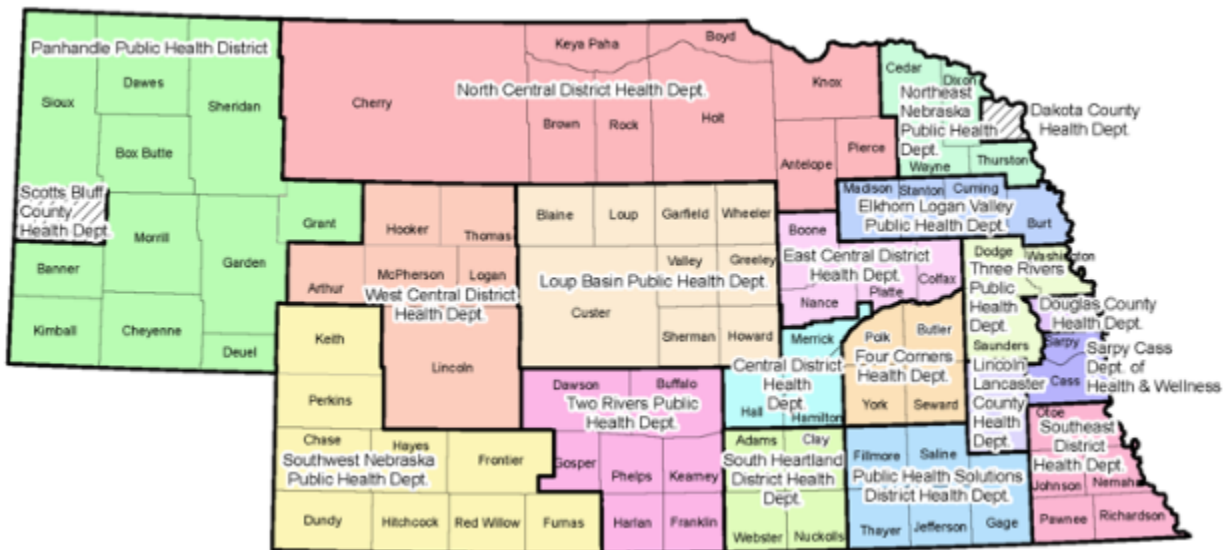 Panhandle Public Health District
Sioux
Dawes
Sheridan
Box Butte
Scotts Bluff
County
Health Dept.
Morrill
Garden
Grant
Banner
Kimball
Cheyenne
Deuel
North Central District Health Dept.
Cherry
Keya Paha
Boyd
Brown
Rock
Holt
Knox
Antelope
Pierce
Cedar
Dixon
Northeast
Nebraska
Public Health
Dept.
Wayne
Thurston
Dakota County
Health Dept.
Madison
Stanton
Cuming
Elkhorn Logan Valley
Public Health Dept.
Burt
Hooker
Thomas
Arthur
McPherson
Logan
West Central District
Health Dept.
Lincoln
Blaine
Loup
Garfield
Wheeler
Valley
Greeley
Loup Basin Public Health Dept.
Custer
Sherman
Howard
Boone
East Central District
Health Dept.
Nance
Platte
Colfax
Dodge
Washington
Three Rivers
Public
Health
Dept.
Saunders
Douglas County
Health Dept.
Sarpy
Cass
Sarpy Cass
Dept. of
Health & Wellness
Merrick
Central District
Health
Dept.
Hall
Hamilton
Polk
Butler
Four Corners
Health Dept.
York
Seward
Lincoln
Lancaster
County
Health
Dept.
Otoe
Southeast
District
Health Dept.
Johnson
Nemaha
Pawnee
Richardson
Keith
Perkins
Chase
Hayes
Frontier
Southwest Nebraska
Public Health Dept.
Dundy
Hitchcock
Red Willow
Furnas
Dawson
Buffalo
Two Rivers Public
Health Dept.
Gosper
Phelps
Kearney
Harlan
Franklin
Adams
Clay
South Heartland
District Health
Dept.
Webster
Nuckolls
Fillmore
Saline
Public Health Solutions
District Health Dept.
Thayer
Jefferson
Gage